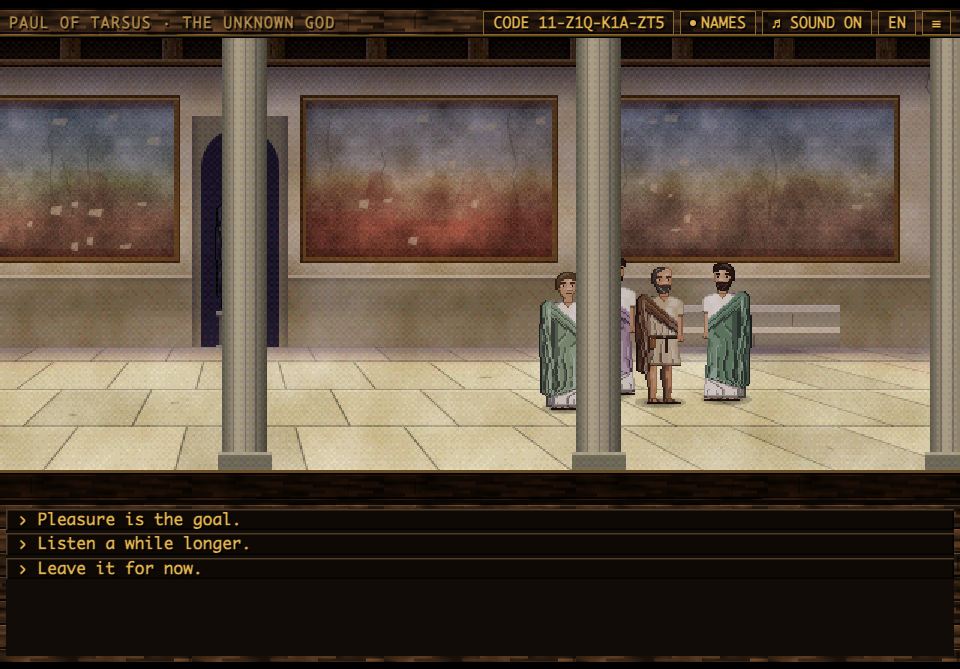 PAUL OF TARSUS · THE UNKNOWN GOD
CODE 11-Z1Q-K1A-ZT5
• NAMES
♬ SOUND ON
EN
≡
› Pleasure is the goal.
› Listen a while longer.
› Leave it for now.